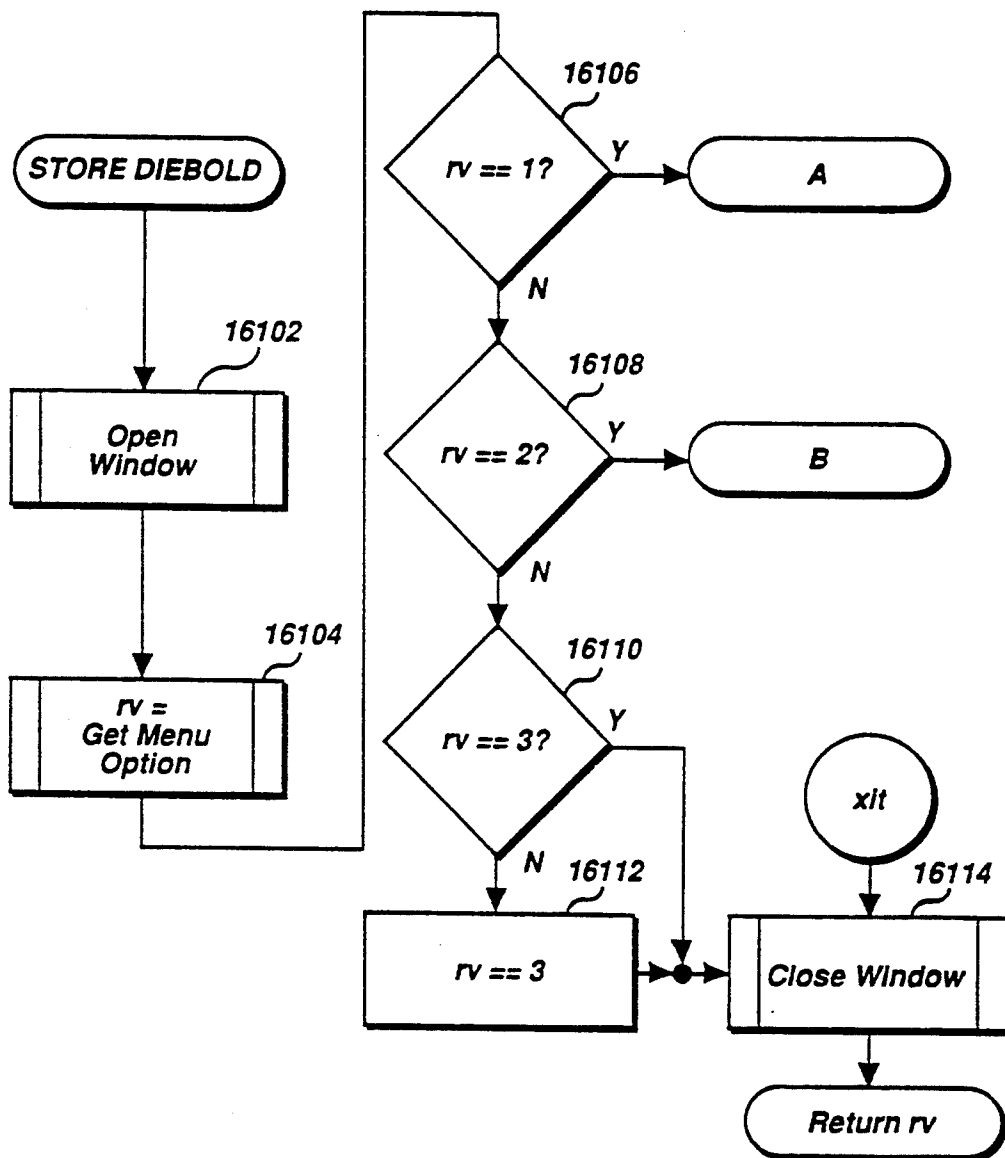 STORE DIEBOLD
16102
Open
Window
16104
rv =
Get Menu
Option
16106
rv == 1?
Y
A
N
16108
rv == 2?
Y
B
N
16110
rv == 3?
Y
N
16112
rv == 3
xit
16114
Close Window
Return rv